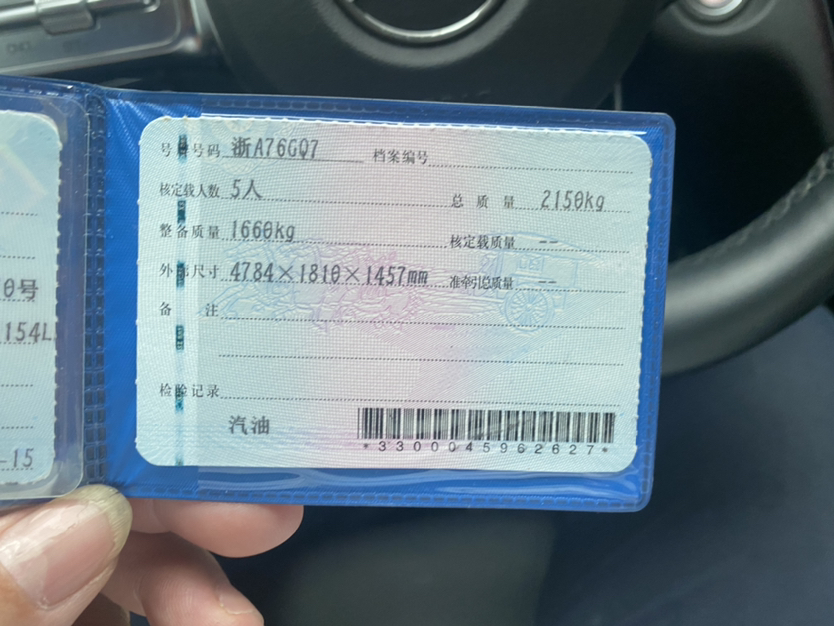 号牌号码 浙A76GQ7 档案编号
核定载人数 5人 总质量 2150kg
整备质量 1660kg 核定载质量 --
外廓尺寸 4784×1810×1457mm 准牵引总质量 --
备注
检验记录
汽油
*3300045962627*
0号
154L
-15